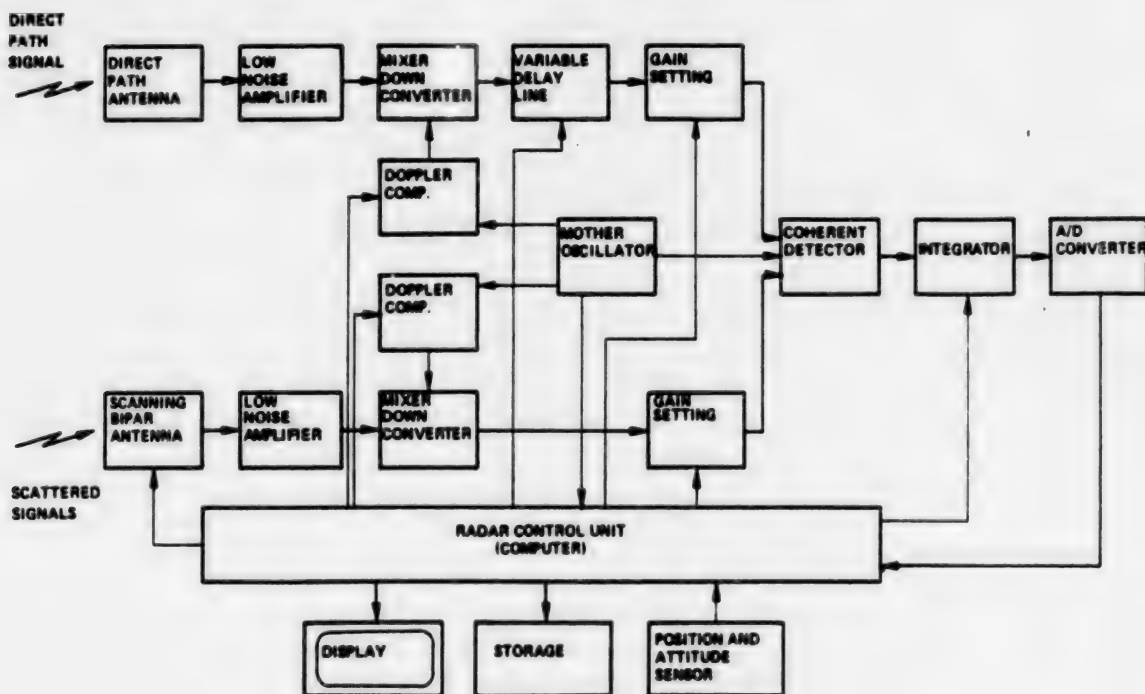 DIRECT
PATH
SIGNAL
DIRECT
PATH
ANTENNA
LOW
NOISE
AMPLIFIER
MIXER
DOWN
CONVERTER
VARIABLE
DELAY
LINE
GAIN
SETTING
DOPPLER
COMP.
MOTHER
OSCILLATOR
COHERENT
DETECTOR
INTEGRATOR
A/D
CONVERTER
DOPPLER
COMP.
SCANNING
BIPAR
ANTENNA
LOW
NOISE
AMPLIFIER
MIXER
DOWN
CONVERTER
GAIN
SETTING
SCATTERED
SIGNALS
RADAR CONTROL UNIT
(COMPUTER)
DISPLAY
STORAGE
POSITION AND
ATTITUDE
SENSOR